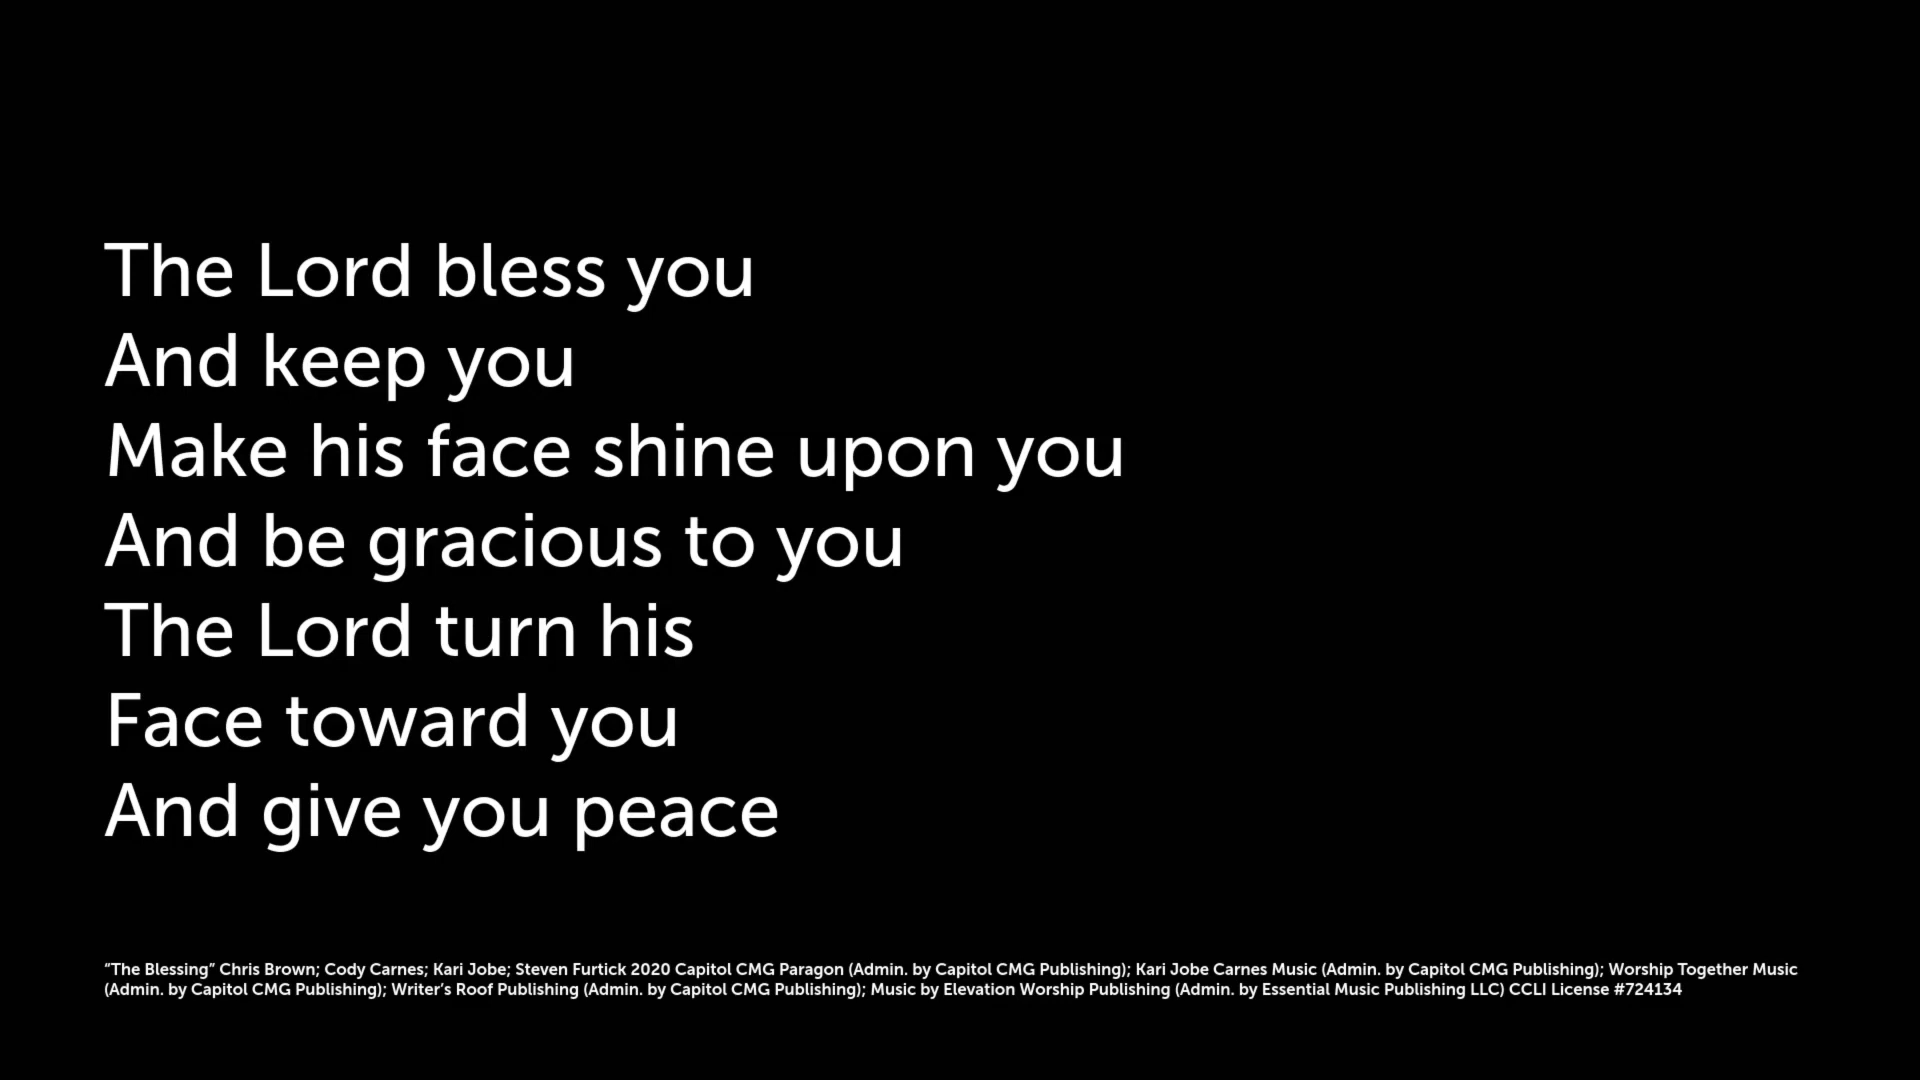 The Lord bless you
And keep you
Make his face shine upon you
And be gracious to you
The Lord turn his
Face toward you
And give you peace
“The Blessing” Chris Brown; Cody Carnes; Kari Jobe; Steven Furtick 2020 Capitol CMG Paragon (Admin. by Capitol CMG Publishing); Kari Jobe Carnes Music (Admin. by Capitol CMG Publishing); Worship Together Music
(Admin. by Capitol CMG Publishing); Writer’s Roof Publishing (Admin. by Capitol CMG Publishing); Music by Elevation Worship Publishing (Admin. by Essential Music Publishing LLC) CCLI License #724134